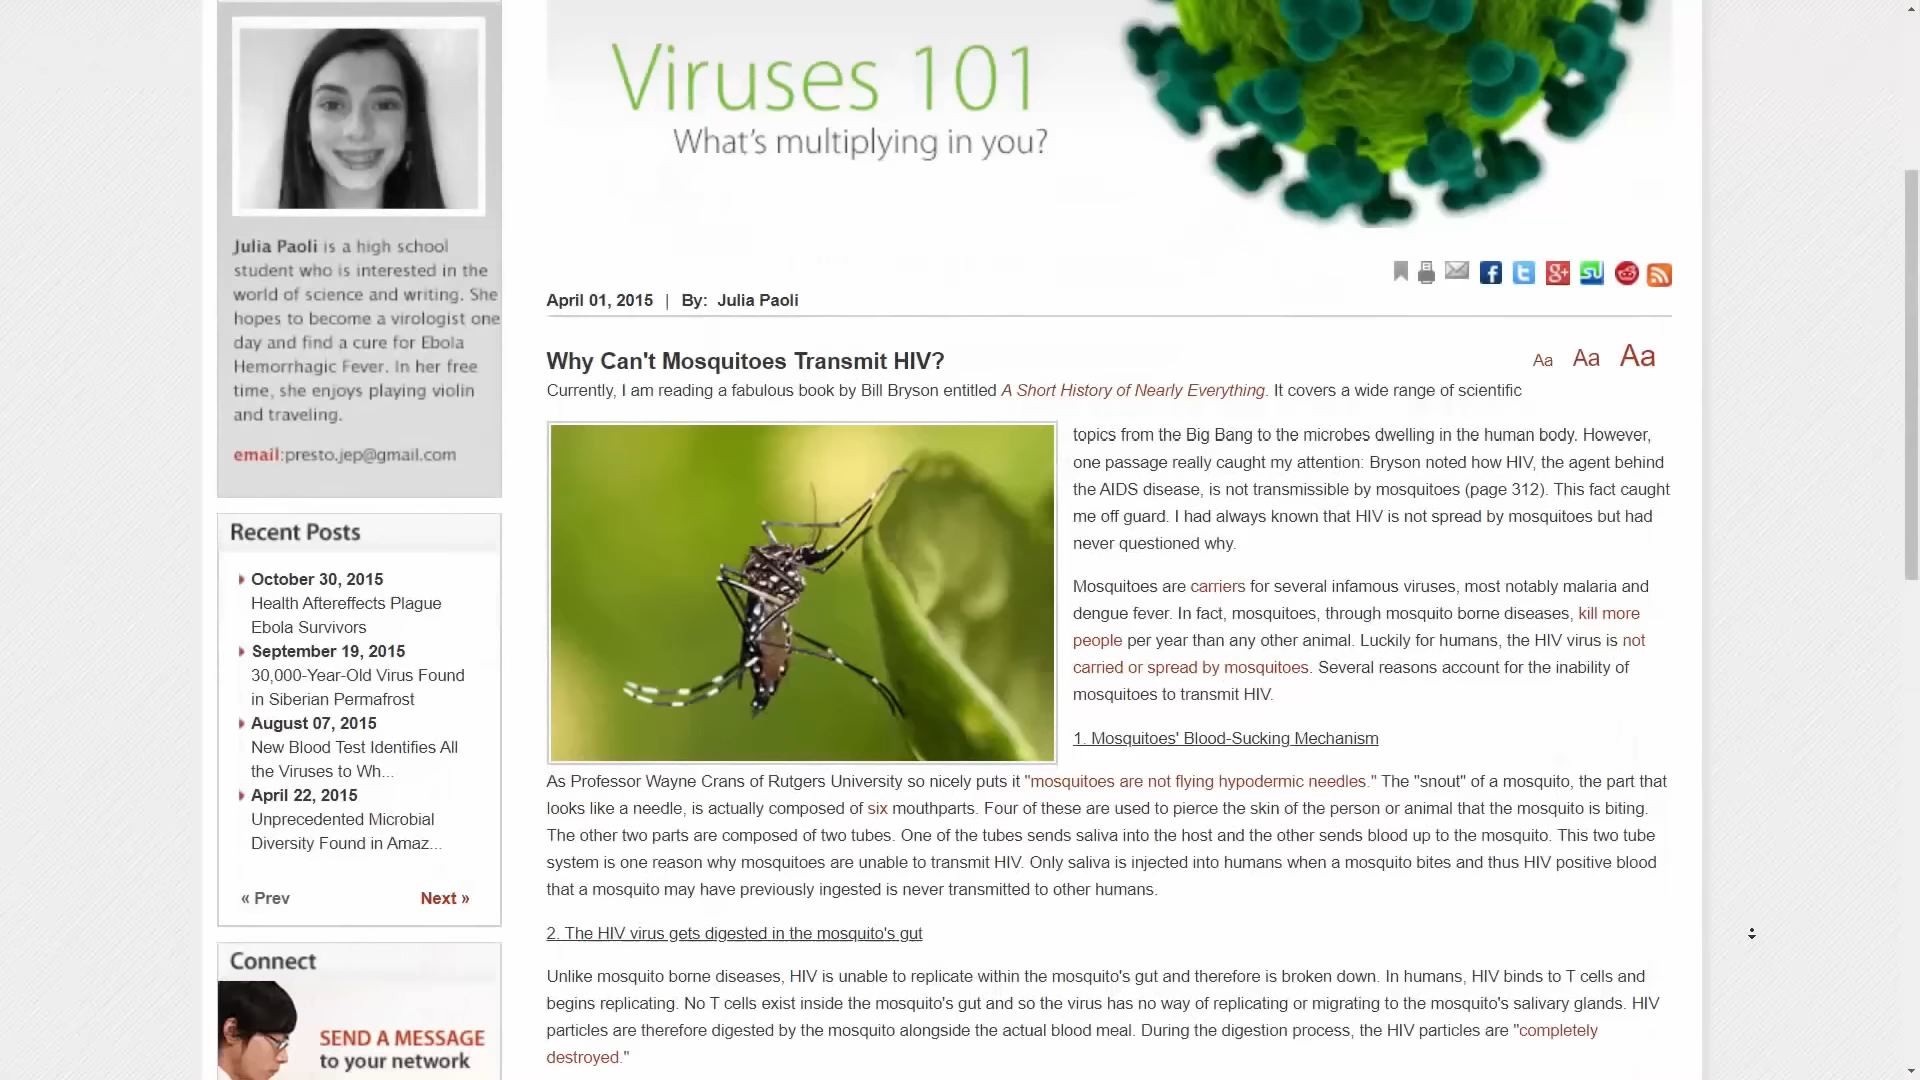 Julia Paoli is a high school
student who is interested in the
world of science and writing. She
hopes to become a virologist one
day and find a cure for Ebola
Hemorrhagic Fever. In her free
time, she enjoys playing violin
and traveling.
email:presto.jep@gmail.com
Recent Posts
October 30, 2015
Health Aftereffects Plague
Ebola Survivors
September 19, 2015
30,000-Year-Old Virus Found
in Siberian Permafrost
August 07, 2015
New Blood Test Identifies All
the Viruses to Wh...
April 22, 2015
Unprecedented Microbial
Diversity Found in Amaz...
« Prev Next »
Connect
SEND A MESSAGE
to your network
Viruses 101
What's multiplying in you?
April 01, 2015 | By: Julia Paoli
Why Can't Mosquitoes Transmit HIV?
Aa Aa Aa
Currently, I am reading a fabulous book by Bill Bryson entitled A Short History of Nearly Everything. It covers a wide range of scientific
topics from the Big Bang to the microbes dwelling in the human body. However,
one passage really caught my attention: Bryson noted how HIV, the agent behind
the AIDS disease, is not transmissible by mosquitoes (page 312). This fact caught
me off guard. I had always known that HIV is not spread by mosquitoes but had
never questioned why.
Mosquitoes are carriers for several infamous viruses, most notably malaria and
dengue fever. In fact, mosquitoes, through mosquito borne diseases, kill more
people per year than any other animal. Luckily for humans, the HIV virus is not
carried or spread by mosquitoes. Several reasons account for the inability of
mosquitoes to transmit HIV.
1. Mosquitoes' Blood-Sucking Mechanism
As Professor Wayne Crans of Rutgers University so nicely puts it "mosquitoes are not flying hypodermic needles." The "snout" of a mosquito, the part that
looks like a needle, is actually composed of six mouthparts. Four of these are used to pierce the skin of the person or animal that the mosquito is biting.
The other two parts are composed of two tubes. One of the tubes sends saliva into the host and the other sends blood up to the mosquito. This two tube
system is one reason why mosquitoes are unable to transmit HIV. Only saliva is injected into humans when a mosquito bites and thus HIV positive blood
that a mosquito may have previously ingested is never transmitted to other humans.
2. The HIV virus gets digested in the mosquito's gut
Unlike mosquito borne diseases, HIV is unable to replicate within the mosquito's gut and therefore is broken down. In humans, HIV binds to T cells and
begins replicating. No T cells exist inside the mosquito's gut and so the virus has no way of replicating or migrating to the mosquito's salivary glands. HIV
particles are therefore digested by the mosquito alongside the actual blood meal. During the digestion process, the HIV particles are "completely
destroyed."